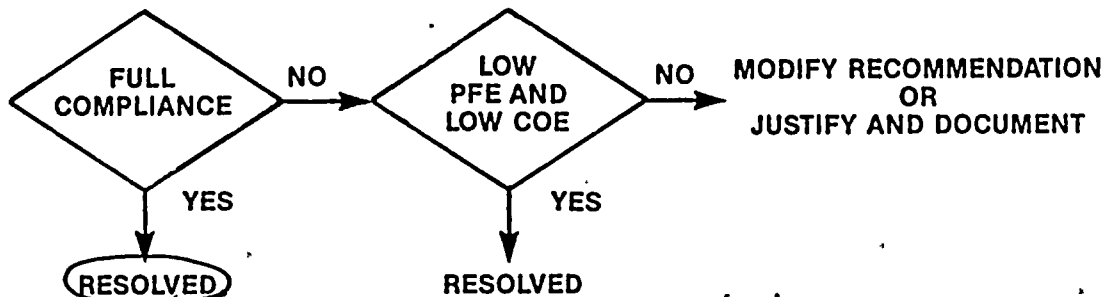 FULL
COMPLIANCE
NO
LOW
PFE AND
LOW COE
NO
MODIFY RECOMMENDATION
OR
JUSTIFY AND DOCUMENT
YES
YES
RESOLVED
RESOLVED